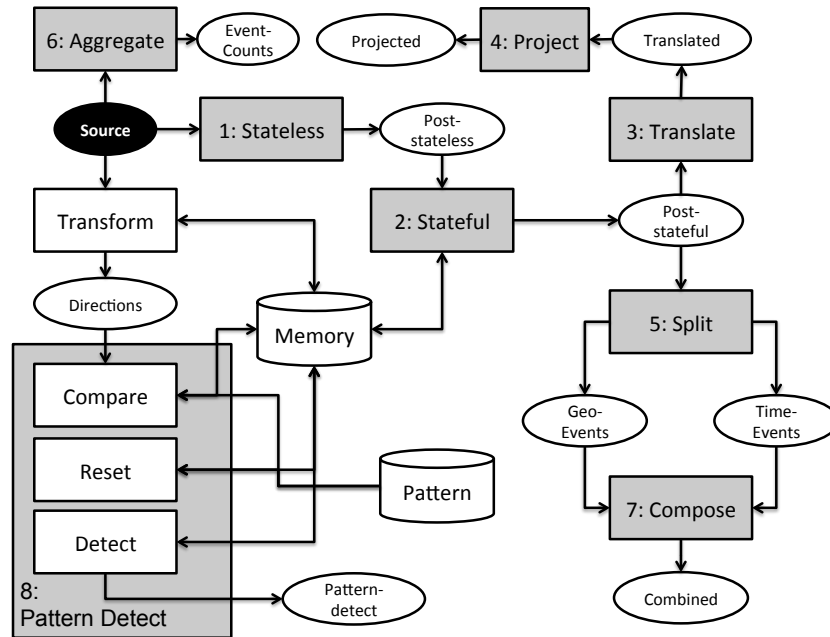 6: Aggregate
Event-
Counts
Projected
4: Project
Translated
Source
1: Stateless
Post-
stateless
3: Translate
Transform
2: Stateful
Post-
stateful
Directions
Memory
5: Split
Compare
Geo-
Events
Time-
Events
Reset
Pattern
7: Compose
Detect
8:
Pattern Detect
Pattern-
detect
Combined